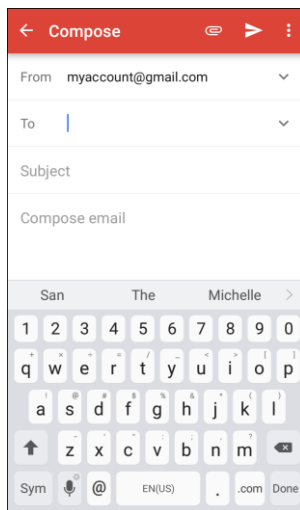 Compose
From myaccount@gmail.com
To
Subject
Compose email
San The Michelle
1 2 3 4 5 6 7 8 9 0
q w e r t y u i o p
a s d f g h j k l
z x c v b n m
Sym @ EN(US) . .com Done